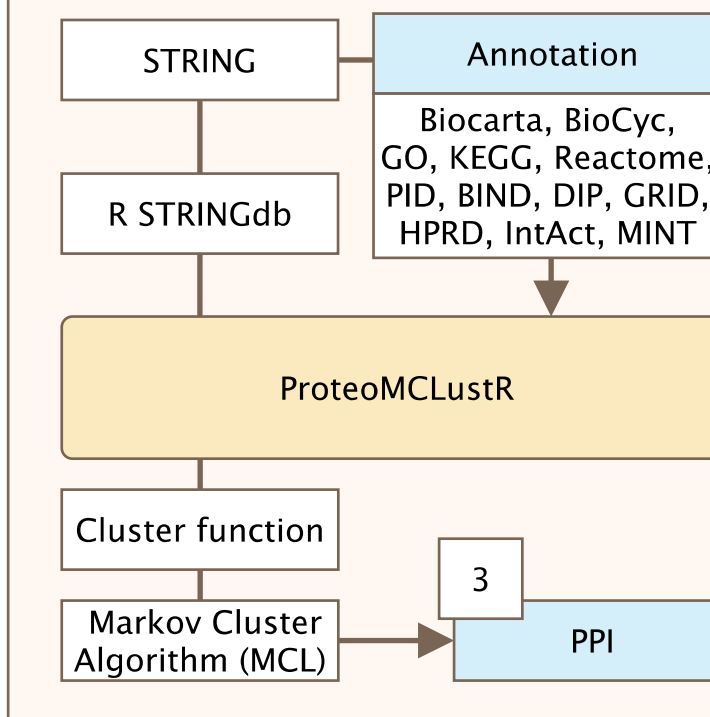 STRING
Annotation
Biocarta, BioCyc,
GO, KEGG, Reactome,
PID, BIND, DIP, GRID,
HPRD, IntAct, MINT
R STRINGdb
ProteoMCLustR
Cluster function
3
Markov Cluster
Algorithm (MCL)
PPI